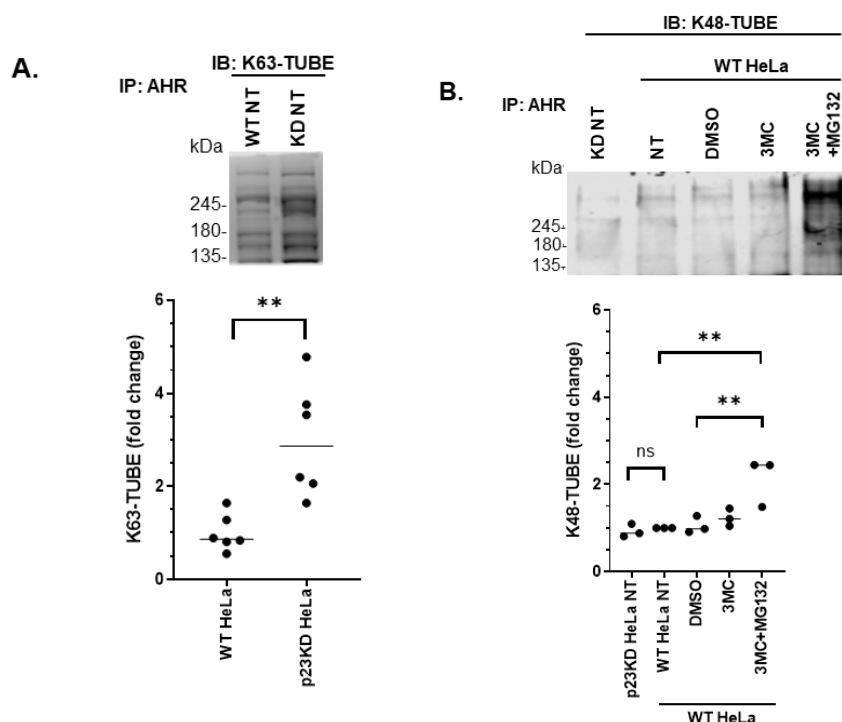 A.
IB: K63-TUBE
IP: AHR
WT NT
KD NT
kDa
245-
180-
135-
K63-TUBE (fold change)
6
4
2
0
**
WT HeLa
p23KD HeLa
B.
IB: K48-TUBE
WT HeLa
IP: AHR
KD NT
NT
DMSO
3MC
3MC
+MG132
kDa
245-
180-
135-
K48-TUBE (fold change)
6
4
2
0
**
**
ns
p23KD HeLa NT
WT HeLa NT
DMSO
3MC
3MC+MG132
WT HeLa